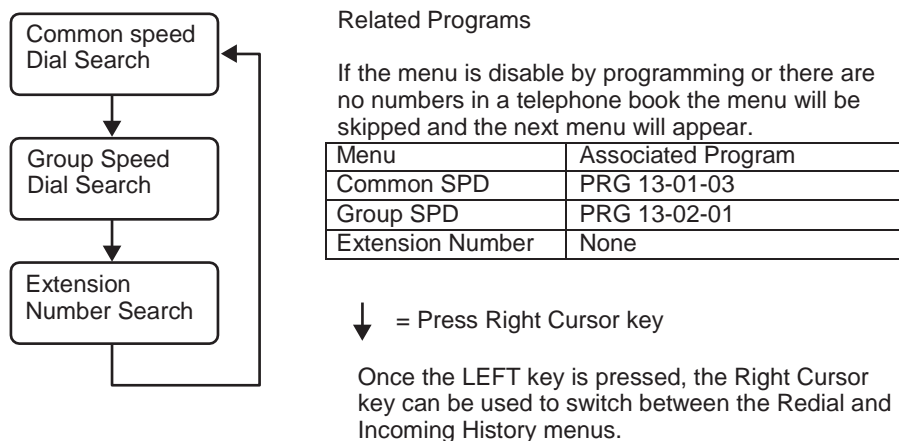 Common speed
Dial Search
Group Speed
Dial Search
Extension
Number Search
Related Programs
If the menu is disable by programming or there are
no numbers in a telephone book the menu will be
skipped and the next menu will appear.
Menu Associated Program
Common SPD PRG 13-01-03
Group SPD PRG 13-02-01
Extension Number None
= Press Right Cursor key
Once the LEFT key is pressed, the Right Cursor
key can be used to switch between the Redial and
Incoming History menus.